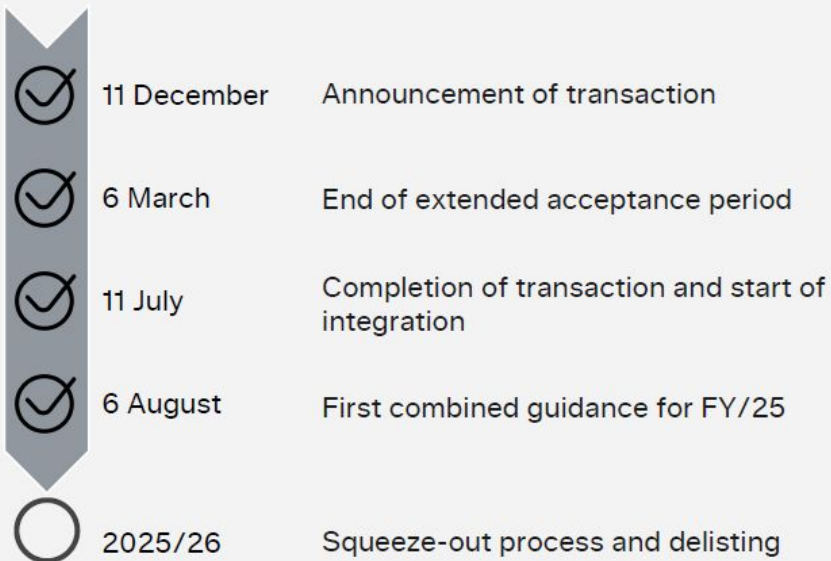 11 December Announcement of transaction
6 March End of extended acceptance period
11 July Completion of transaction and start of
integration
6 August First combined guidance for FY/25
2025/26 Squeeze-out process and delisting